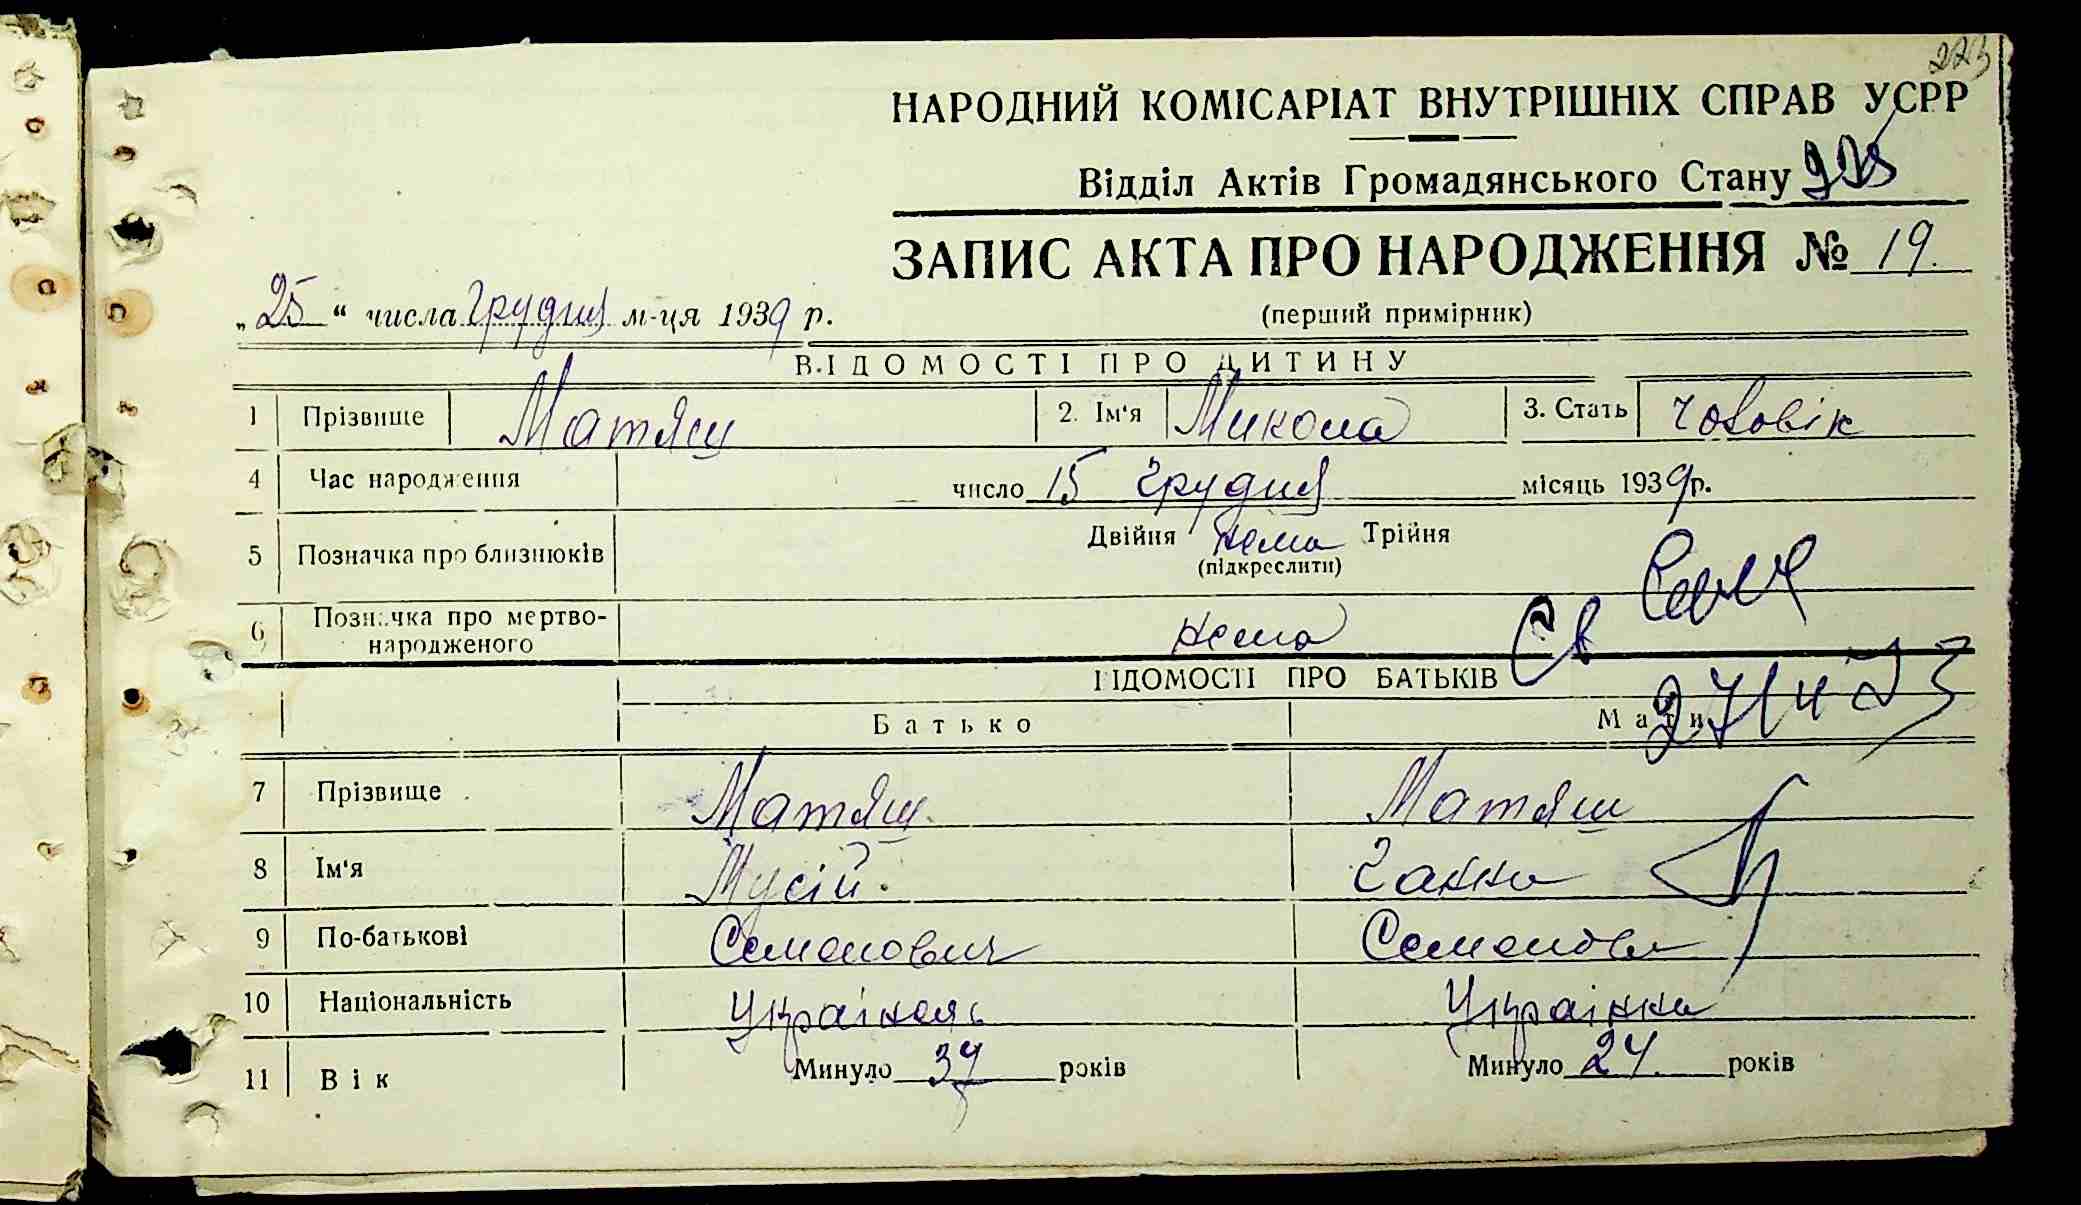 223
НАРОДНИЙ КОМІСАРІАТ ВНУТРІШНІХ СПРАВ УСРР
Відділ Актів Громадянського Стану
ЗАПИС АКТА ПРО НАРОДЖЕННЯ № 19.
„25“ числа Грудня м-ця 1939 р.
(перший примірник)
ВІДОМОСТІ ПРО ДИТИНУ
1 Прізвище Матяш 2. Ім'я Микола 3. Стать Чоловік
4 Час народження число 15 Грудня місяць 1939 р.
5 Позначка про близнюків Двійня нема Трійня
(підкреслити)
6 Позначка про мертво-
народженого нема
ВІДОМОСТІ ПРО БАТЬКІВ
Батько Мати
7 Прізвище Матяш Матяш
8 Ім'я Мусій Ганна
9 По-батькові Семенович Семенова
10 Національність Українець Українка
11 Вік Минуло 34 років Минуло 24 років